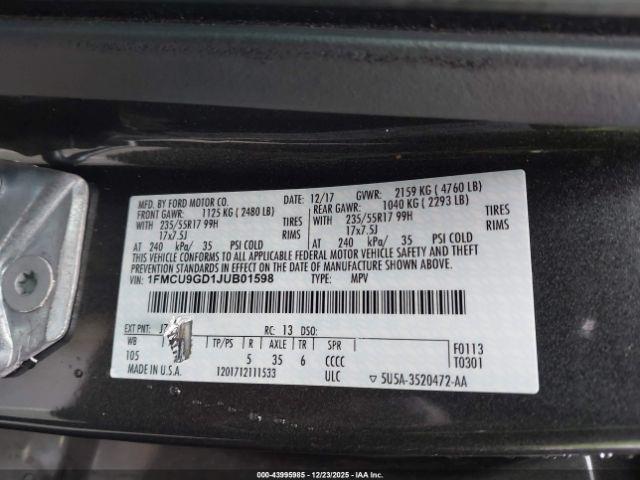 MFD. BY FORD MOTOR CO. DATE: 12/17 GVWR: 2159 KG ( 4760 LB)
FRONT GAWR: 1125 KG ( 2480 LB) REAR GAWR: 1040 KG ( 2293 LB)
WITH 235/55R17 99H TIRES WITH 235/55R17 99H TIRES
17x7.5J RIMS 17x7.5J RIMS
AT 240 kPa/ 35 PSI COLD AT 240 kPa/ 35 PSI COLD
THIS VEHICLE CONFORMS TO ALL APPLICABLE FEDERAL MOTOR VEHICLE SAFETY AND THEFT
PREVENTION STANDARDS IN EFFECT ON THE DATE OF MANUFACTURE SHOWN ABOVE.
VIN: 1FMCU9GD1JUB01598 TYPE: MPV
EXT PNT: J7 RC: 13 DSO: F0113
WB TP/PS R AXLE TR SPR T0301
105 5 35 6 CCCC
MADE IN U.S.A. 1201712111533 ULC ▽ 5U5A-3520472-AA
000-43995985 - 12/23/2025 - IAAI.COM